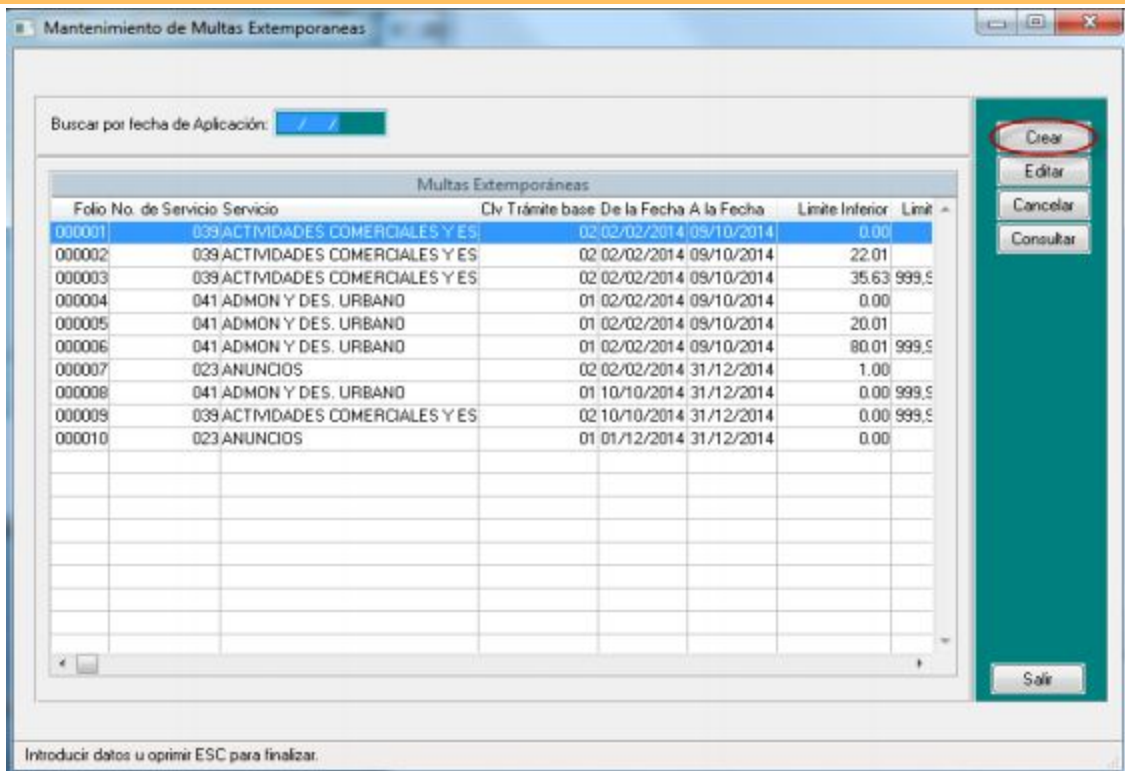 Mantenimiento de Multas Extemporaneas
Buscar por fecha de Aplicación: / /
Crear
Editar
Cancelar
Consultar
Multas Extemporáneas
Folio No. de Servicio Servicio Clv Trámite base De la Fecha A la Fecha Limite Inferior Limit
000001 039 ACTIVIDADES COMERCIALES Y ES 02 02/02/2014 09/10/2014 0.00
000002 039 ACTIVIDADES COMERCIALES Y ES 02 02/02/2014 09/10/2014 22.01
000003 039 ACTIVIDADES COMERCIALES Y ES 02 02/02/2014 09/10/2014 35.63 999,9
000004 041 ADMON Y DES. URBANO 01 02/02/2014 09/10/2014 0.00
000005 041 ADMON Y DES. URBANO 01 02/02/2014 09/10/2014 20.01
000006 041 ADMON Y DES. URBANO 01 02/02/2014 09/10/2014 80.01 999,9
000007 023 ANUNCIOS 02 02/02/2014 31/12/2014 1.00
000008 041 ADMON Y DES. URBANO 01 10/10/2014 31/12/2014 0.00 999,9
000009 039 ACTIVIDADES COMERCIALES Y ES 02 10/10/2014 31/12/2014 0.00 999,9
000010 023 ANUNCIOS 01 01/12/2014 31/12/2014 0.00
Salir
Introducir datos u oprimir ESC para finalizar.